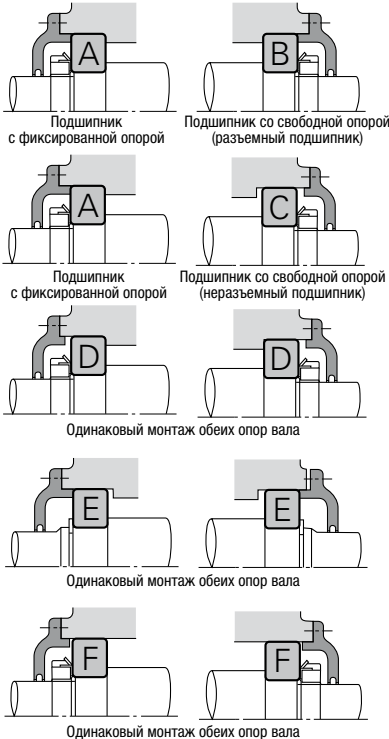 A
B
Подшипник
с фиксированной опорой
Подшипник со свободной опорой
(разъемный подшипник)
A
C
Подшипник
с фиксированной опорой
Подшипник со свободной опорой
(неразъемный подшипник)
D
D
Одинаковый монтаж обеих опор вала
E
E
Одинаковый монтаж обеих опор вала
F
F
Одинаковый монтаж обеих опор вала